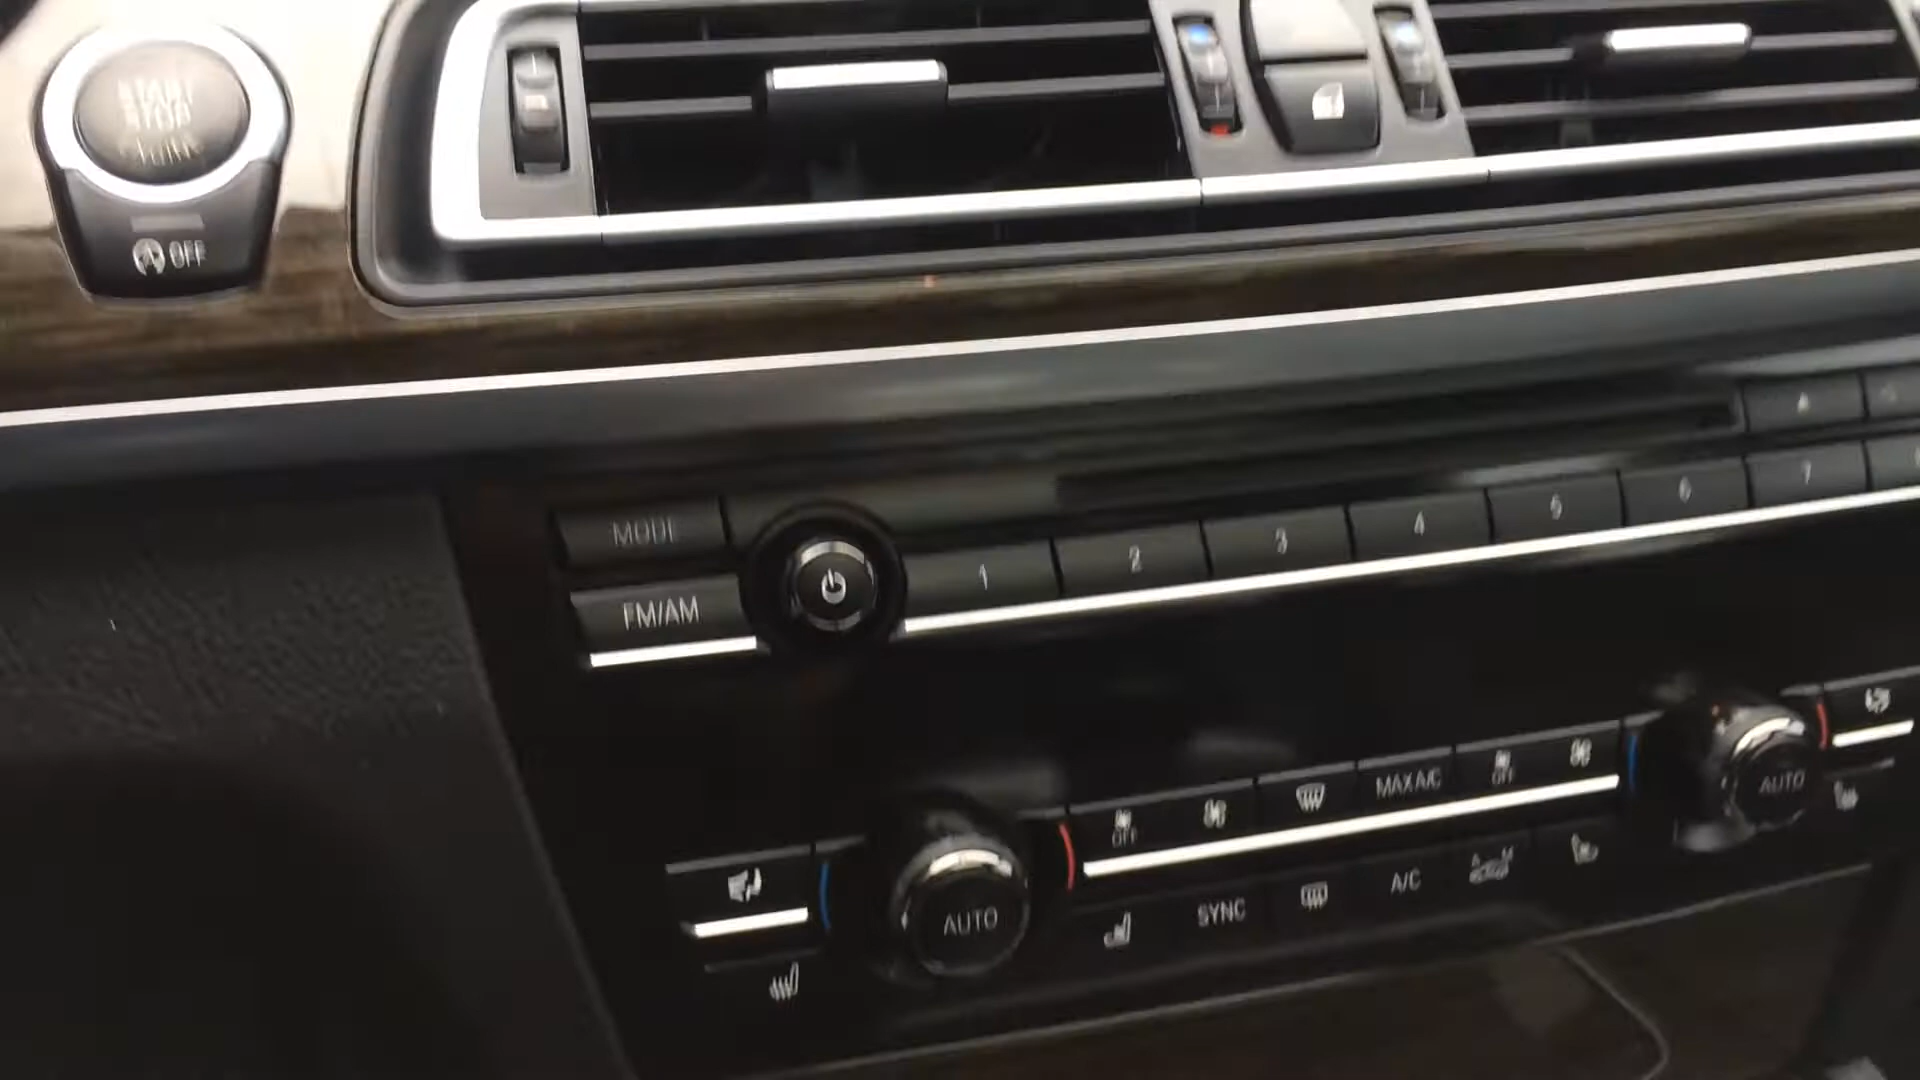 START
STOP
OFF
MODE
FM/AM
1
2
3
4
5
6
7
OFF
MAX A/C
OFF
AUTO
AUTO
SYNC
A/C
A M